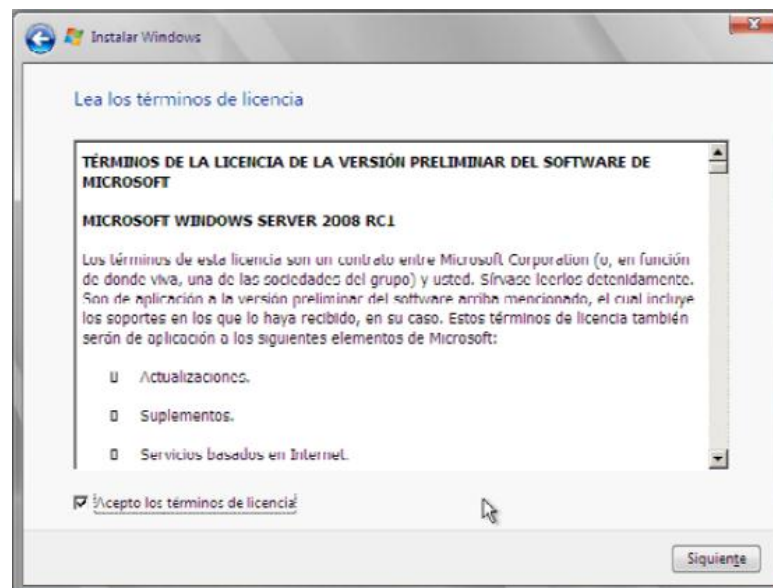 Instalar Windows
Lea los términos de licencia
TÉRMINOS DE LA LICENCIA DE LA VERSIÓN PRELIMINAR DEL SOFTWARE DE
MICROSOFT
MICROSOFT WINDOWS SERVER 2008 RC1
Los términos de esta licencia son un contrato entre Microsoft Corporation (o, en función
de donde viva, una de las sociedades del grupo) y usted. Sírvase leerlos detenidamente.
Son de aplicación a la versión preliminar del software arriba mencionado, el cual incluye
los soportes en los que lo haya recibido, en su caso. Estos términos de licencia también
serán de aplicación a los siguientes elementos de Microsoft:
Actualizaciones.
Suplementos.
Servicios basados en Internet.
Acepto los términos de licencia
Siguiente